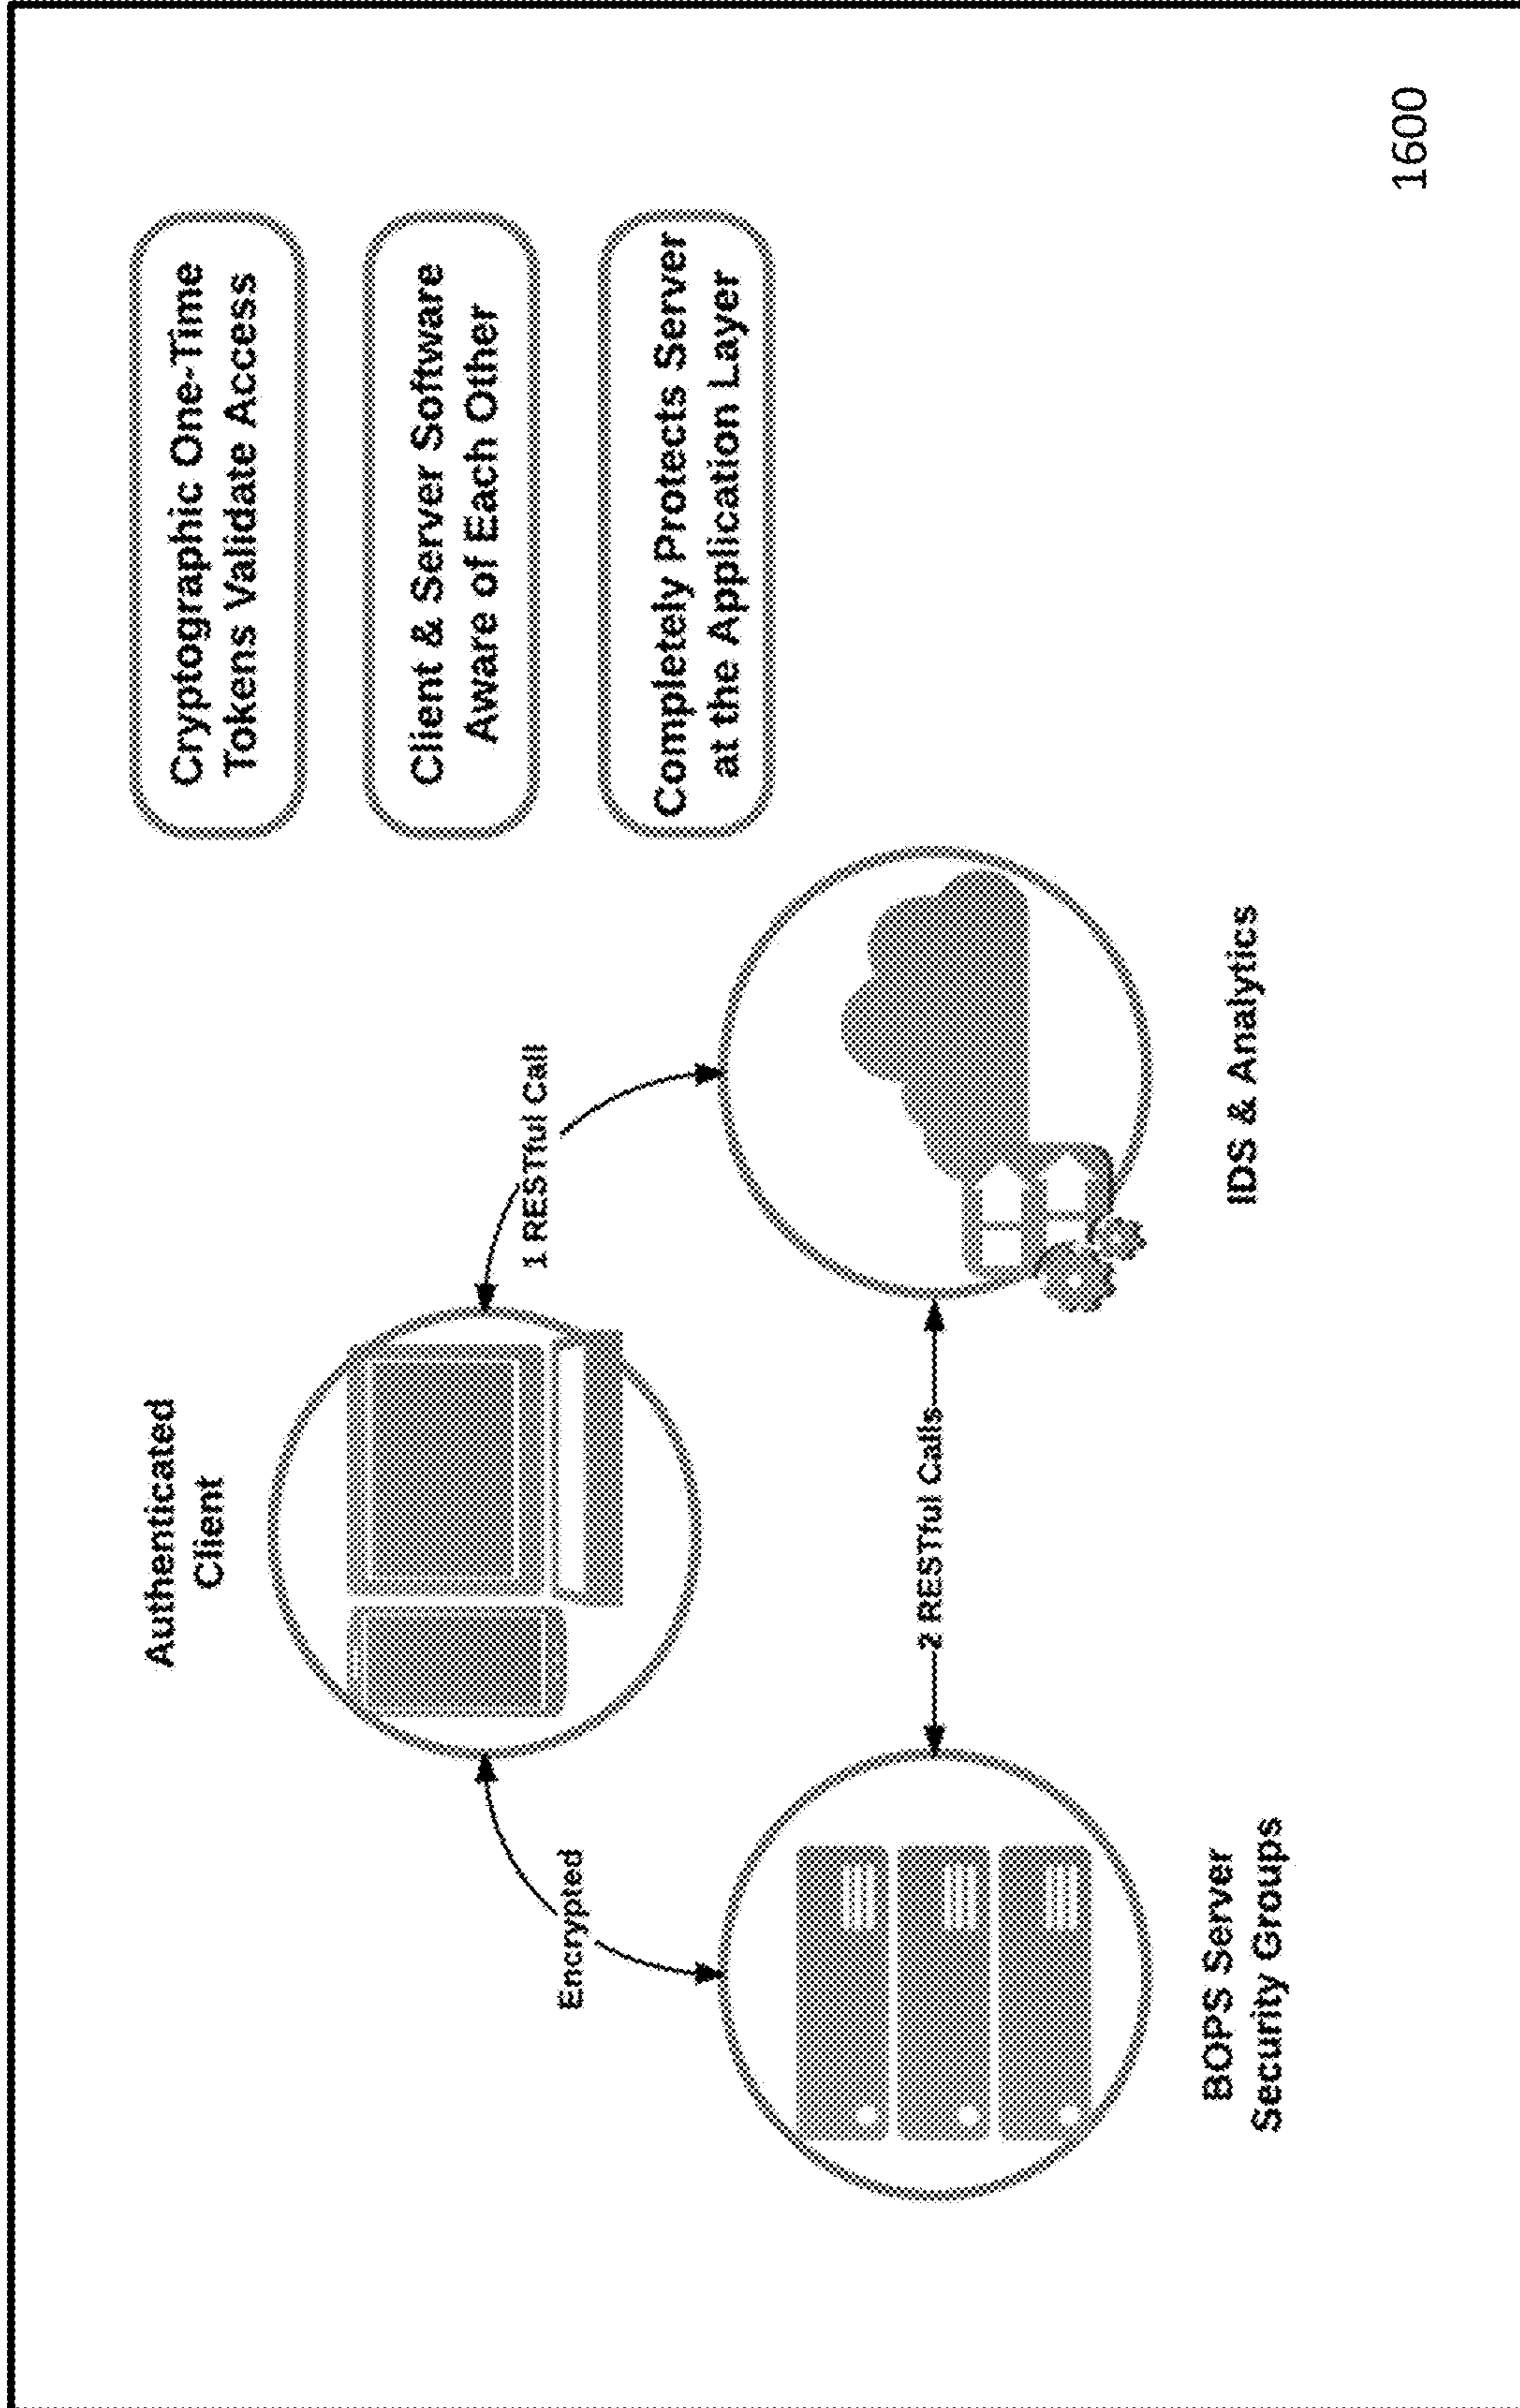 Authenticated
Client
Encrypted
1 RESTful Call
2 RESTful Calls
BOPS Server
Security Groups
IDS & Analytics
Cryptographic One-Time
Tokens Validate Access
Client & Server Software
Aware of Each Other
Completely Protects Server
at the Application Layer
1600